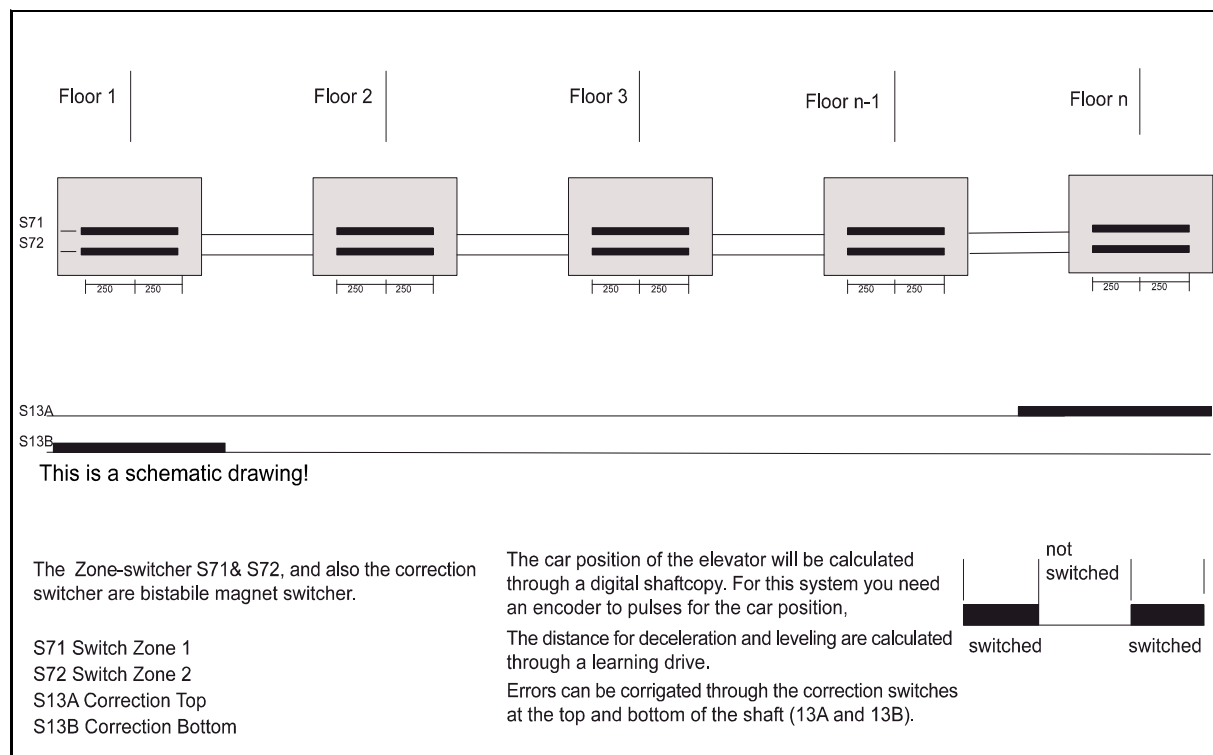 Floor 1
Floor 2
Floor 3
Floor n-1
Floor n
S71
S72
250 250
250 250
250 250
250 250
250 250
S13A
S13B
This is a schematic drawing!
The Zone-switcher S71& S72, and also the correction
switcher are bistabile magnet switcher.
S71 Switch Zone 1
S72 Switch Zone 2
S13A Correction Top
S13B Correction Bottom
The car position of the elevator will be calculated
through a digital shaftcopy. For this system you need
an encoder to pulses for the car position,
The distance for deceleration and leveling are calculated
through a learning drive.
Errors can be corrigated through the correction switches
at the top and bottom of the shaft (13A and 13B).
not
switched
switched
switched